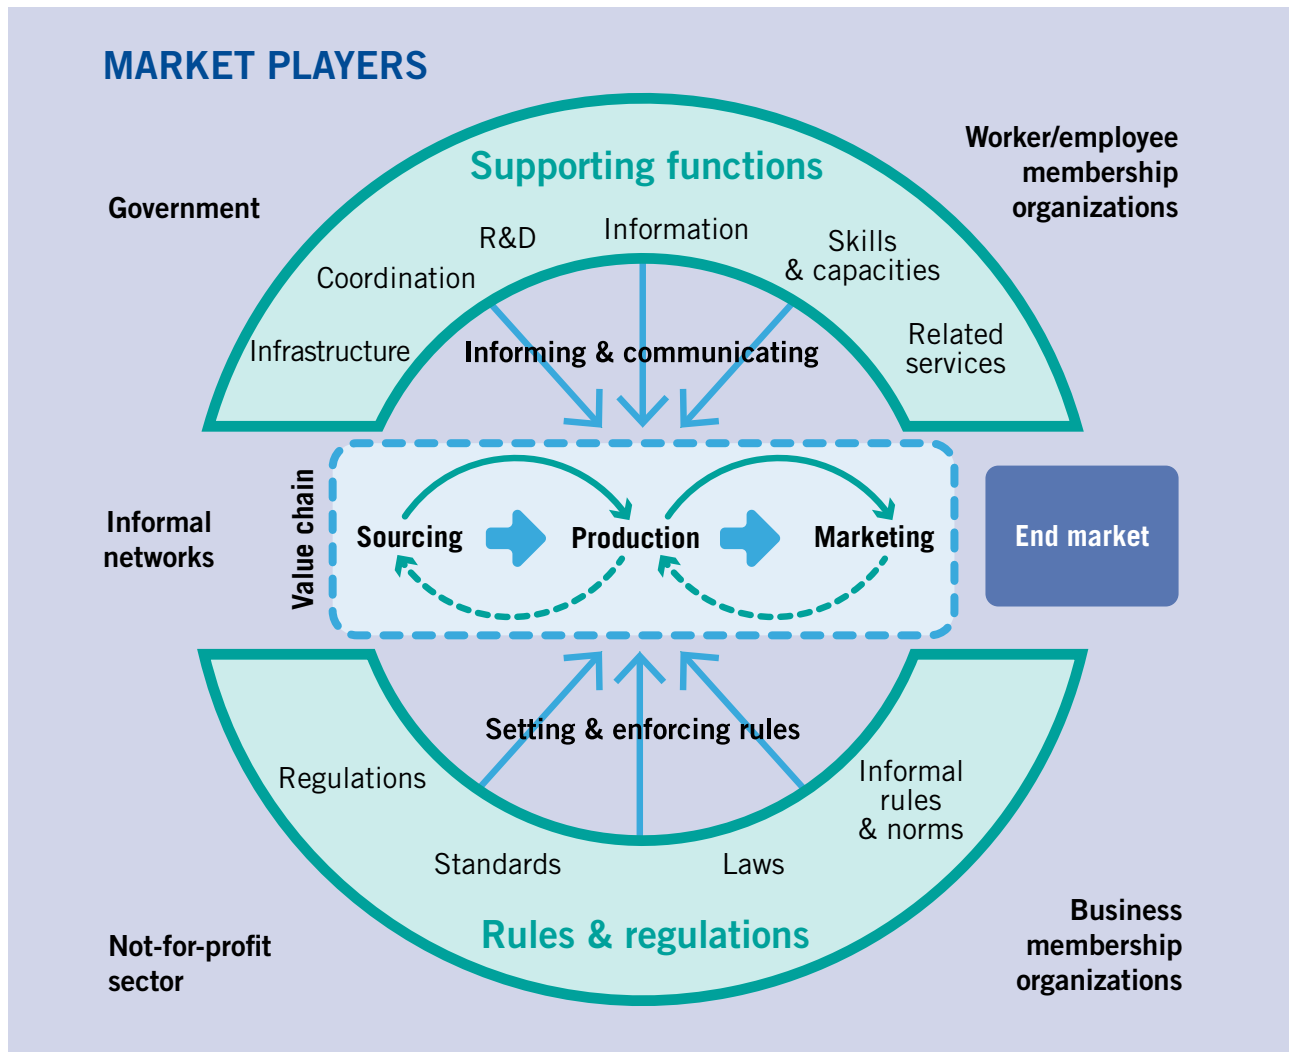 MARKET PLAYERS
Government
Worker/employee
membership
organizations
Supporting functions
Infrastructure
Coordination
R&D
Information
Skills
& capacities
Related
services
Informing & communicating
Informal
networks
Value chain
Sourcing
Production
Marketing
End market
Setting & enforcing rules
Regulations
Standards
Laws
Informal
rules
& norms
Rules & regulations
Not-for-profit
sector
Business
membership
organizations